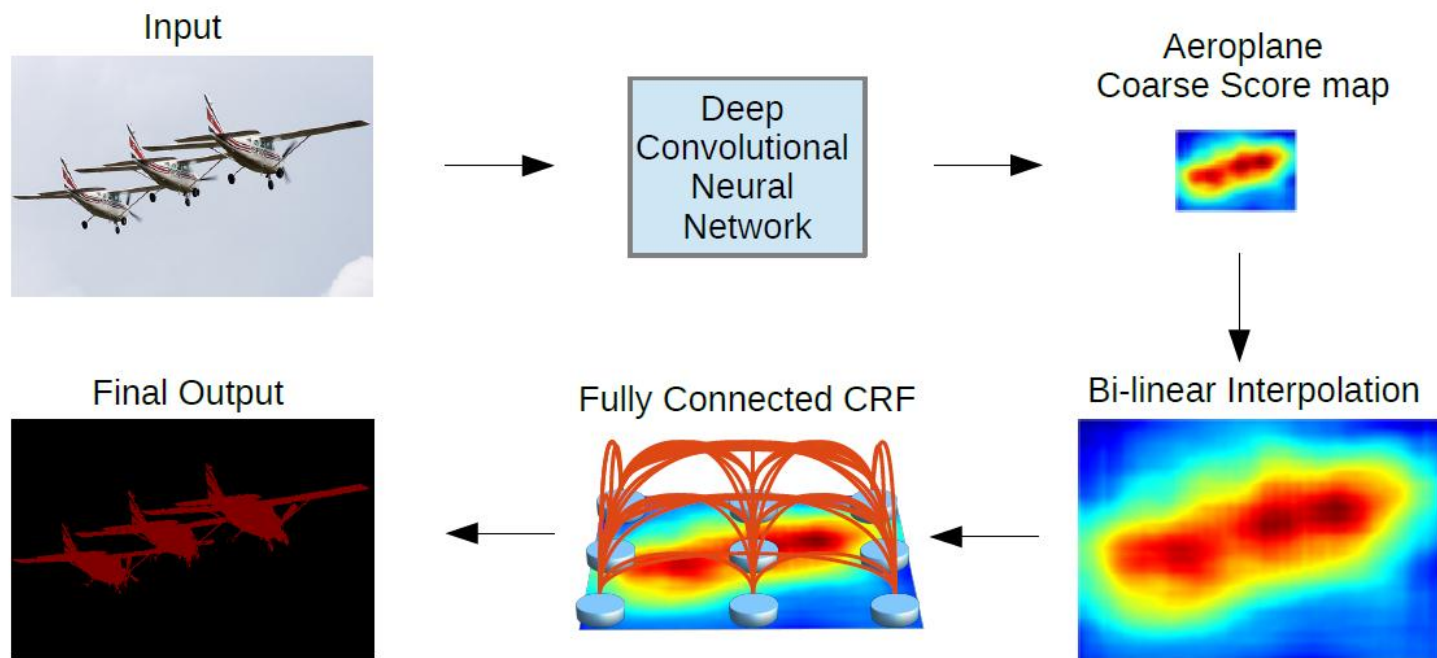 Input
Deep
Convolutional
Neural
Network
Aeroplane
Coarse Score map
Final Output
Fully Connected CRF
Bi-linear Interpolation